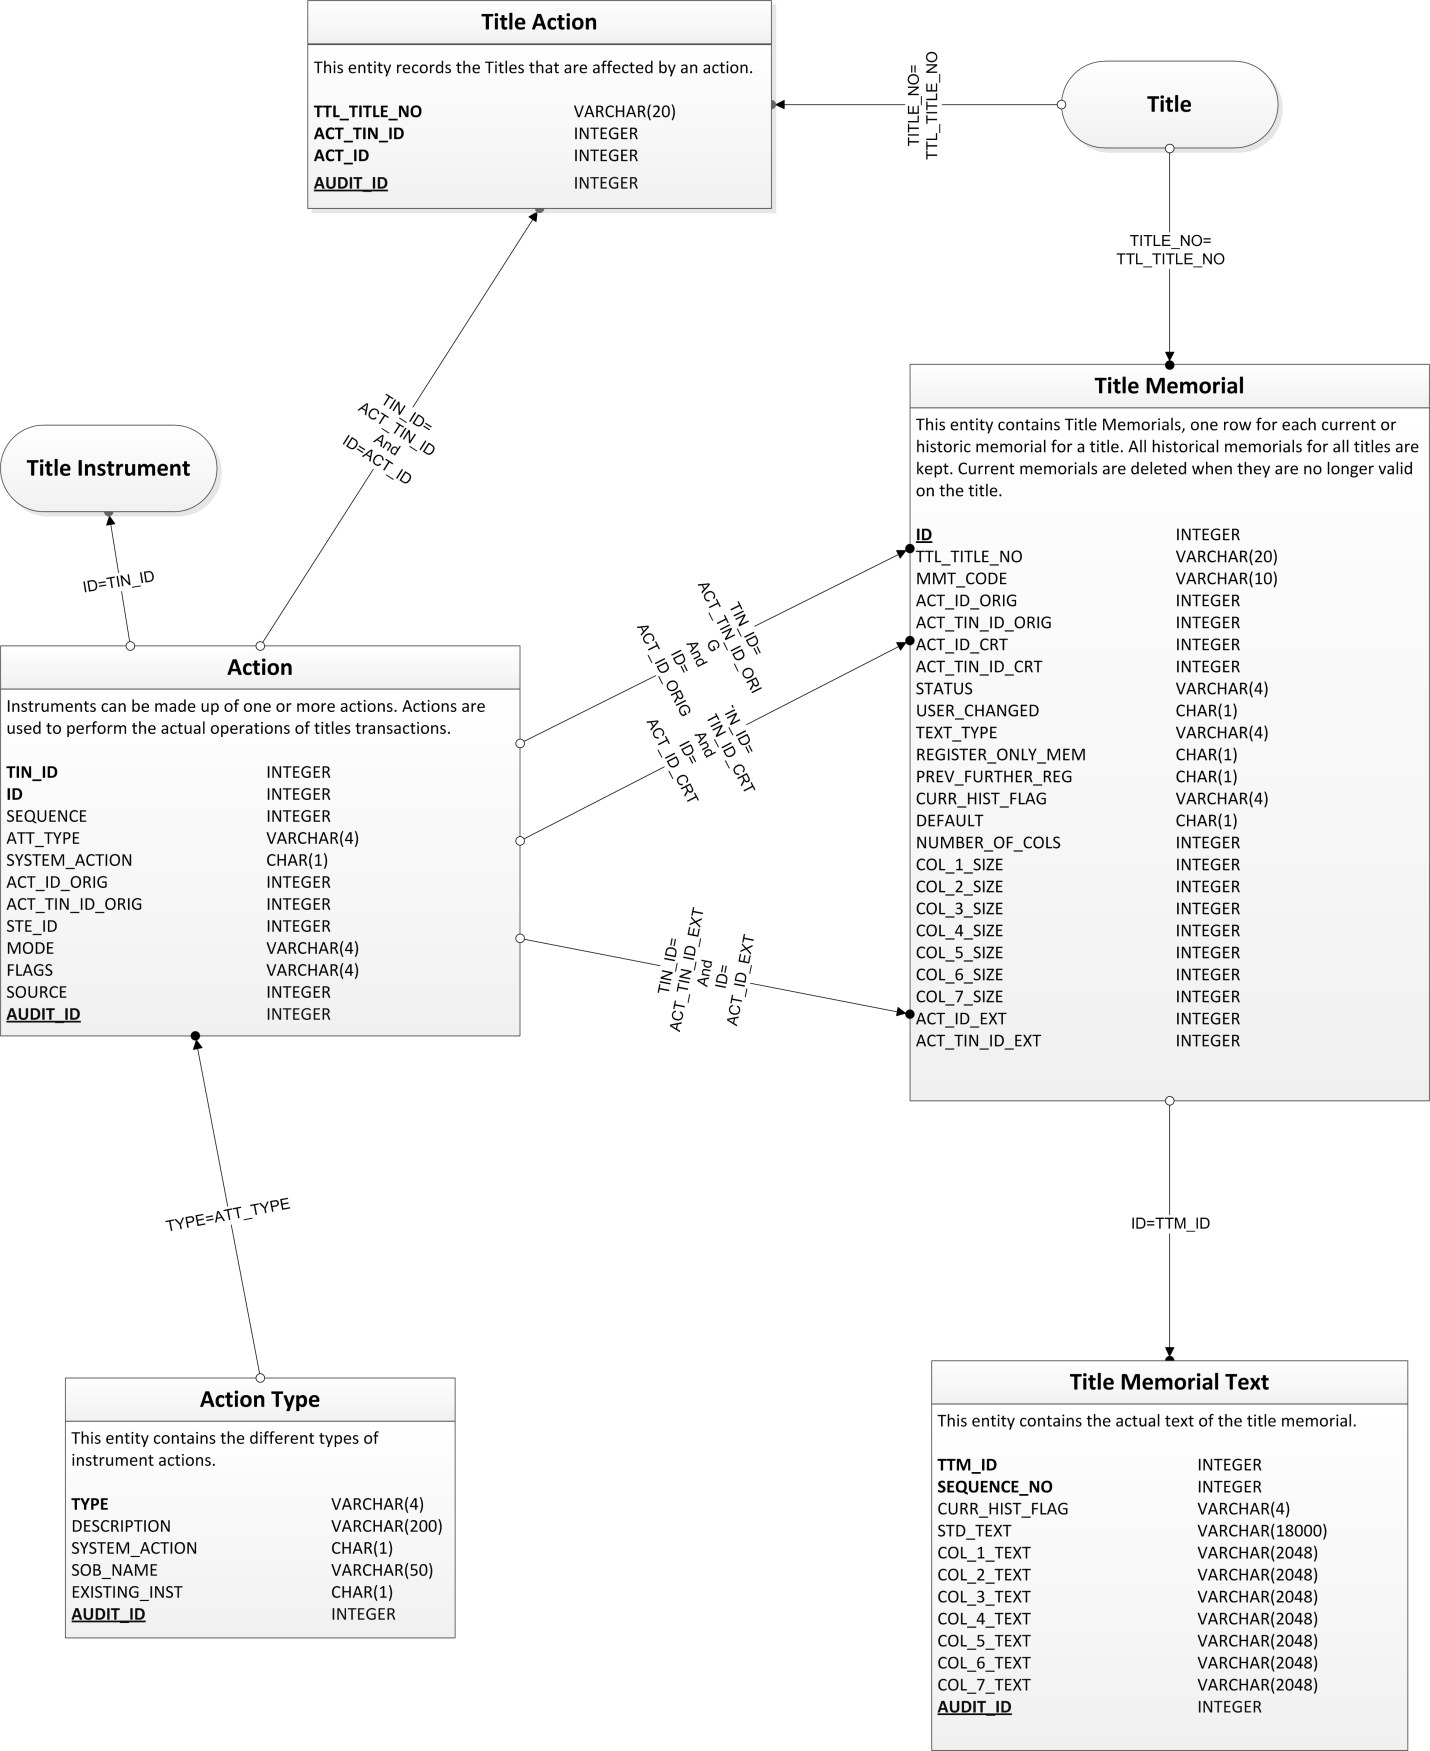 Title Action
This entity records the Titles that are affected by an action.
TTL_TITLE_NO VARCHAR(20)
ACT_TIN_ID INTEGER
ACT_ID INTEGER
AUDIT_ID INTEGER
TITLE_NO=
TTL_TITLE_NO
Title
TITLE_NO=
TTL_TITLE_NO
TIN_ID=
ACT_TIN_ID
And
ID=ACT_ID
Title Instrument
ID=TIN_ID
Title Memorial
This entity contains Title Memorials, one row for each current or
historic memorial for a title. All historical memorials for all titles are
kept. Current memorials are deleted when they are no longer valid
on the title.
ID INTEGER
TTL_TITLE_NO VARCHAR(20)
MMT_CODE VARCHAR(10)
ACT_ID_ORIG INTEGER
ACT_TIN_ID_ORIG INTEGER
ACT_ID_CRT INTEGER
ACT_TIN_ID_CRT INTEGER
STATUS VARCHAR(4)
USER_CHANGED CHAR(1)
TEXT_TYPE VARCHAR(4)
REGISTER_ONLY_MEM CHAR(1)
PREV_FURTHER_REG CHAR(1)
CURR_HIST_FLAG VARCHAR(4)
DEFAULT CHAR(1)
NUMBER_OF_COLS INTEGER
COL_1_SIZE INTEGER
COL_2_SIZE INTEGER
COL_3_SIZE INTEGER
COL_4_SIZE INTEGER
COL_5_SIZE INTEGER
COL_6_SIZE INTEGER
COL_7_SIZE INTEGER
ACT_ID_EXT INTEGER
ACT_TIN_ID_EXT INTEGER
TIN_ID=
ACT_TIN_ID_ORI
G
And
ID=
ACT_ID_ORIG
IN_ID=
TIN_ID_CRT
And
ID=
ACT_ID_CRT
TIN_ID=
ACT_TIN_ID_EXT
And
ID=
ACT_ID_EXT
Action
Instruments can be made up of one or more actions. Actions are
used to perform the actual operations of titles transactions.
TIN_ID INTEGER
ID INTEGER
SEQUENCE INTEGER
ATT_TYPE VARCHAR(4)
SYSTEM_ACTION CHAR(1)
ACT_ID_ORIG INTEGER
ACT_TIN_ID_ORIG INTEGER
STE_ID INTEGER
MODE VARCHAR(4)
FLAGS VARCHAR(4)
SOURCE INTEGER
AUDIT_ID INTEGER
TYPE=ATT_TYPE
ID=TTM_ID
Action Type
This entity contains the different types of
instrument actions.
TYPE VARCHAR(4)
DESCRIPTION VARCHAR(200)
SYSTEM_ACTION CHAR(1)
SOB_NAME VARCHAR(50)
EXISTING_INST CHAR(1)
AUDIT_ID INTEGER
Title Memorial Text
This entity contains the actual text of the title memorial.
TTM_ID INTEGER
SEQUENCE_NO INTEGER
CURR_HIST_FLAG VARCHAR(4)
STD_TEXT VARCHAR(18000)
COL_1_TEXT VARCHAR(2048)
COL_2_TEXT VARCHAR(2048)
COL_3_TEXT VARCHAR(2048)
COL_4_TEXT VARCHAR(2048)
COL_5_TEXT VARCHAR(2048)
COL_6_TEXT VARCHAR(2048)
COL_7_TEXT VARCHAR(2048)
AUDIT_ID INTEGER